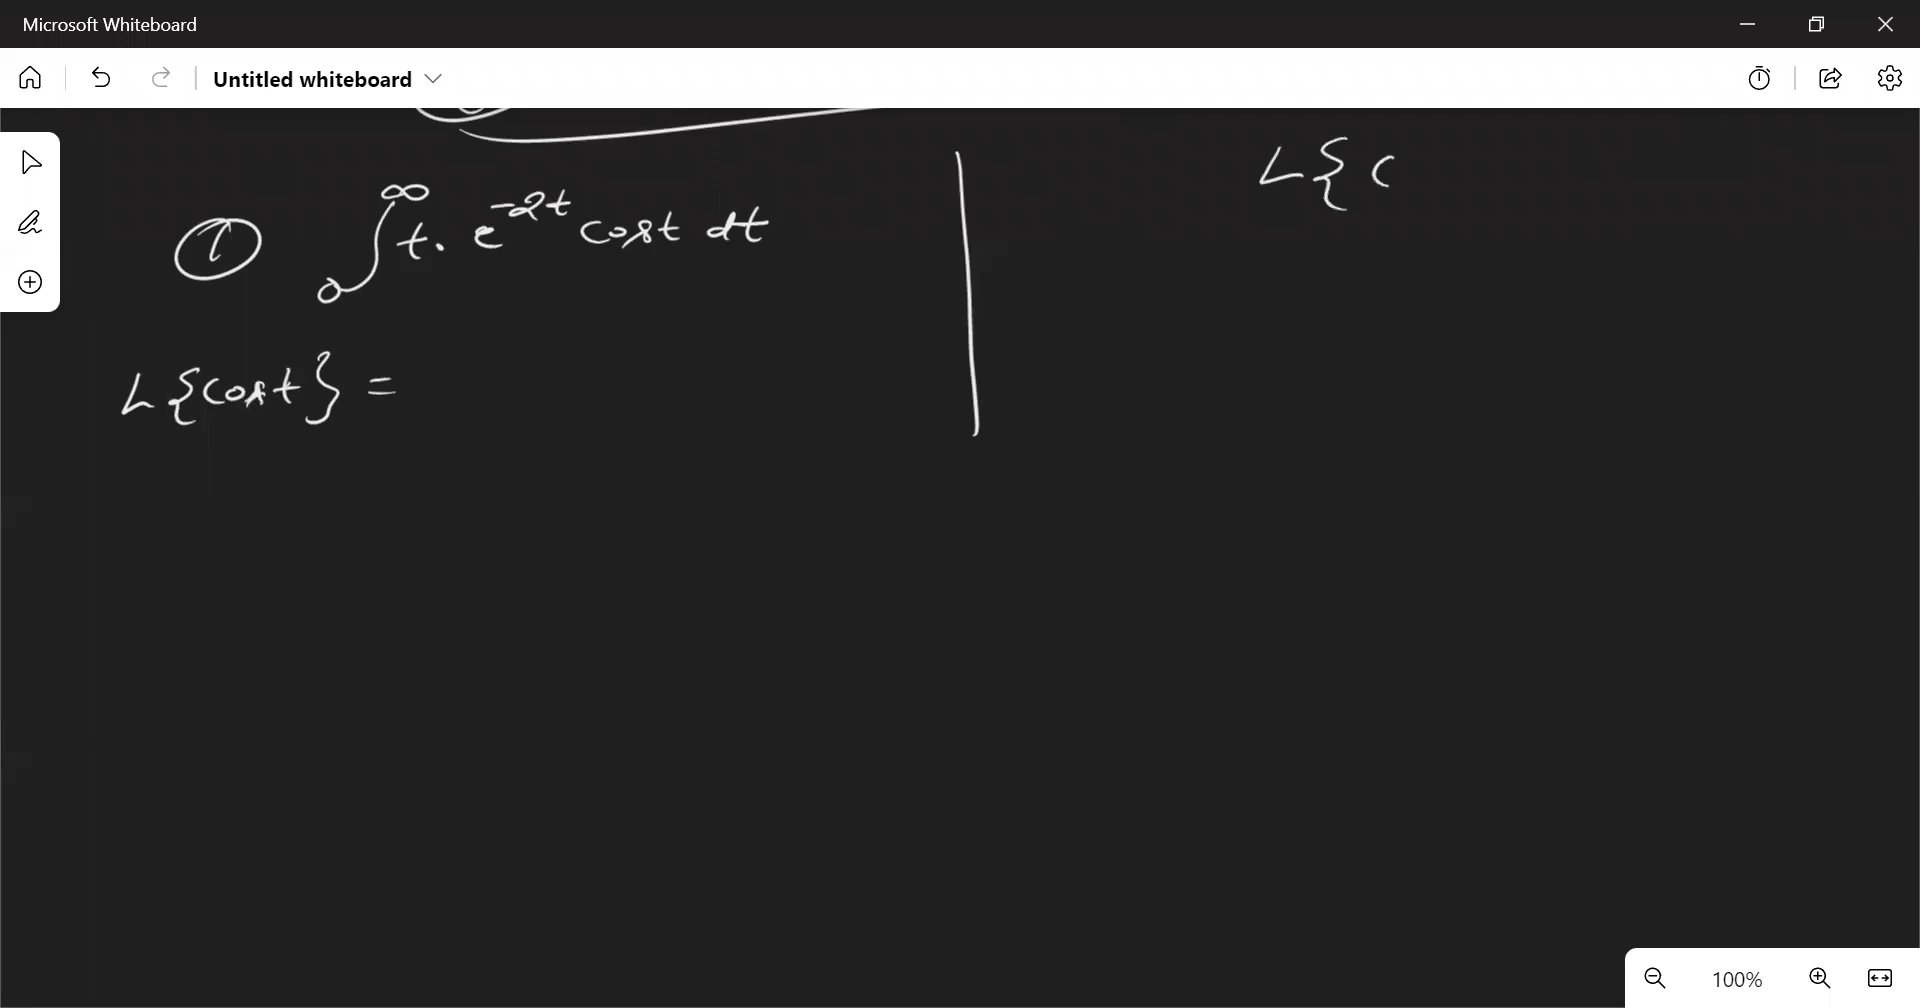 Microsoft Whiteboard
Untitled whiteboard
① ∫₀^∞ t. e^{-2t} cost dt
L{cost} =
L{ c
100%